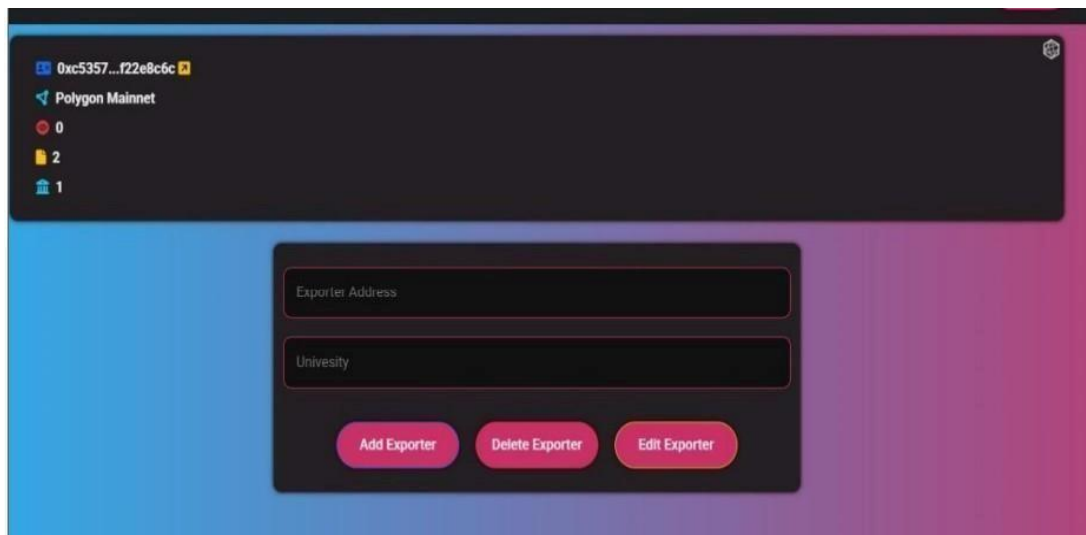 0xc5357...f22e8c6c
Polygon Mainnet
0
2
1
Exporter Address
Univesity
Add Exporter Delete Exporter Edit Exporter